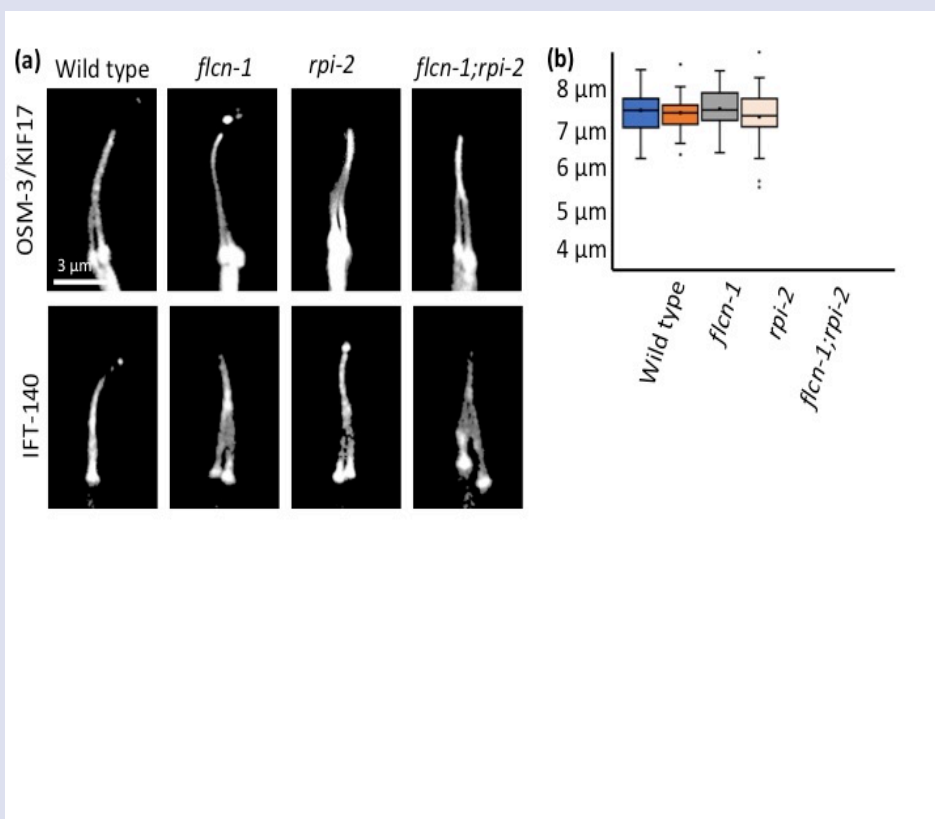 (a)
Wild type flcn-1 rpi-2 flcn-1;rpi-2
OSM-3/KIF17
3 μm
IFT-140
(b)
8 μm
7 μm
6 μm
5 μm
4 μm
Wild type
flcn-1
rpi-2
flcn-1;rpi-2